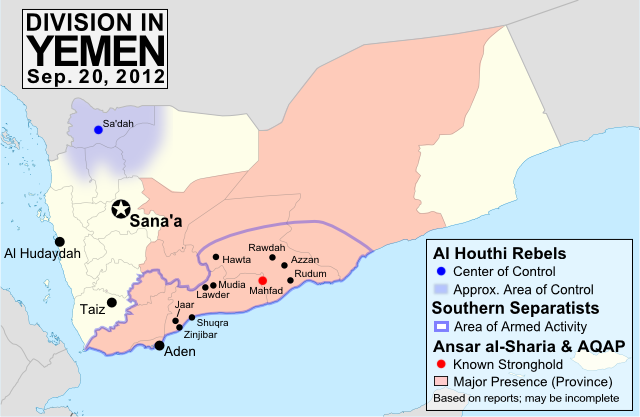 DIVISION IN
YEMEN
Sep. 20, 2012
Sa'dah
Sana'a
Al Hudaydah
Taiz
Rawdah
Hawta
Azzan
Rudum
Mudia
Mahfad
Lawder
Jaar
Shuqra
Zinjibar
Aden
Al Houthi Rebels
Center of Control
Approx. Area of Control
Southern Separatists
Area of Armed Activity
Ansar al-Sharia & AQAP
Known Stronghold
Major Presence (Province)
Based on reports; may be incomplete